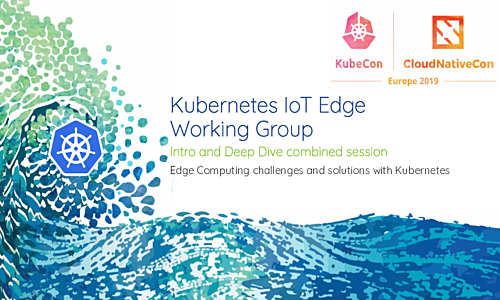 KubeCon
CloudNativeCon
Europe 2019
Kubernetes IoT Edge
Working Group
Intro and Deep Dive combined session
Edge Computing challenges and solutions with Kubernetes